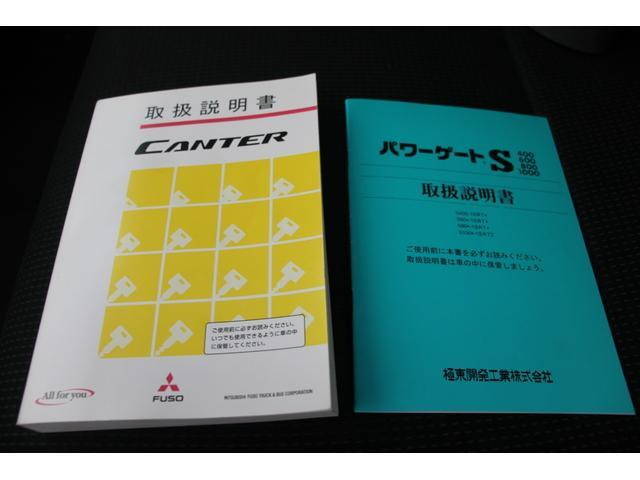 取扱説明書
CANTER
ご使用前に必ずお読みください。
いつでも使用できるように車の中
に保管してください。
All for you
FUSO
MITSUBISHI FUSO TRUCK & BUS CORPORATION
パワーゲート S 400
600
800
1000
取扱説明書
ご使用前に本書を必ずお読みください。
取扱説明書は車の中に保管しましょう。
極東開発工業株式会社